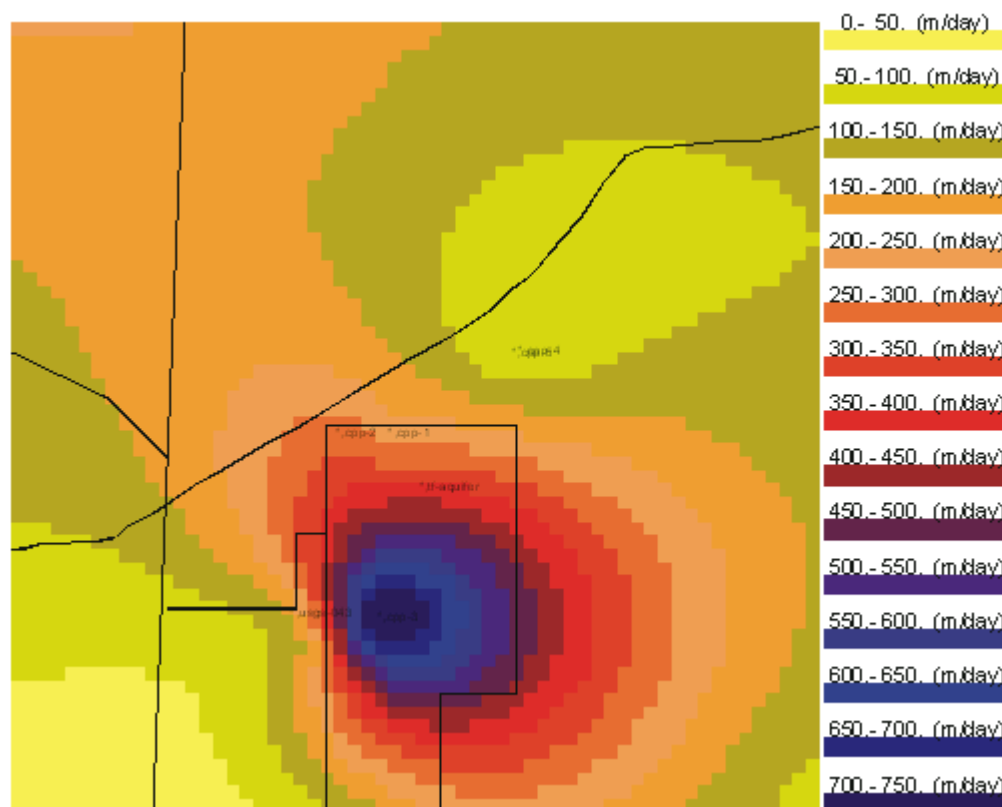 0.- 50. (m/day)
50.-100. (m/day)
100.-150. (m/day)
150.-200. (m/day)
200.-250. (m/day)
250.-300. (m/day)
300.-350. (m/day)
350.-400. (m/day)
400.-450. (m/day)
450.-500. (m/day)
500.-550. (m/day)
550.-600. (m/day)
600.-650. (m/day)
650.-700. (m/day)
700.-750. (m/day)
*,cpp-2 *,cpp-1
*,tf-aquifer